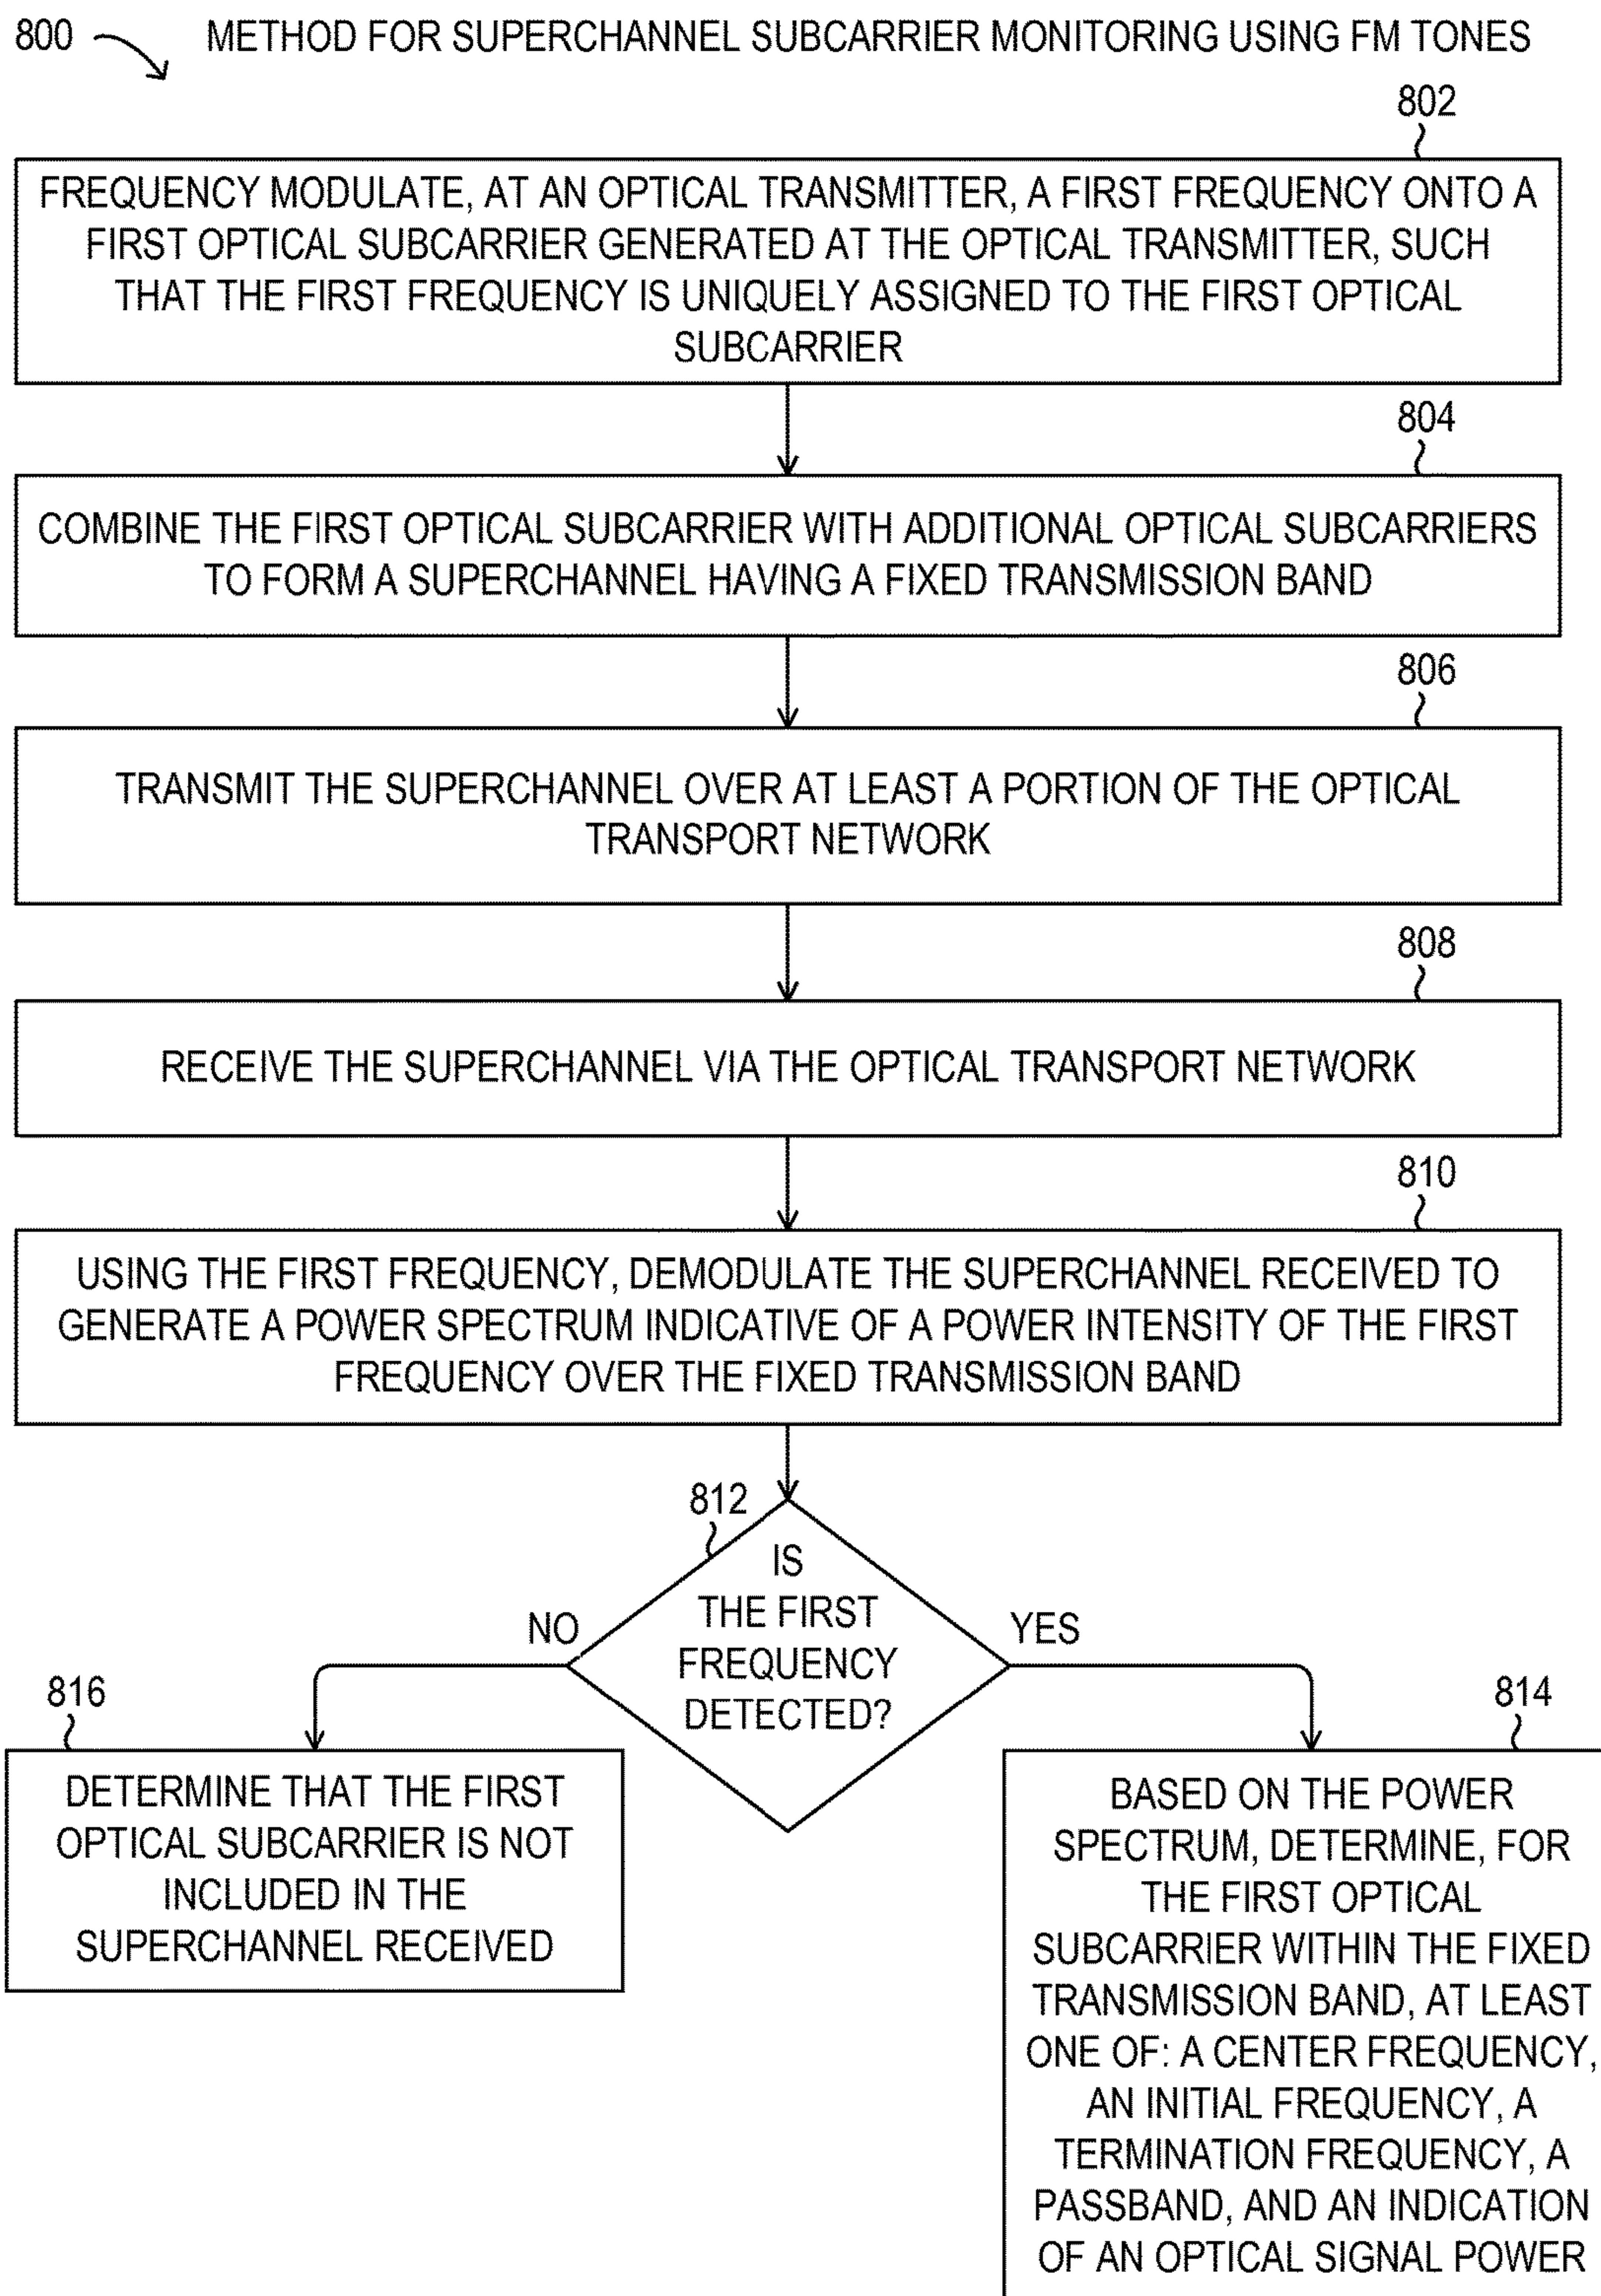 800 METHOD FOR SUPERCHANNEL SUBCARRIER MONITORING USING FM TONES
802
FREQUENCY MODULATE, AT AN OPTICAL TRANSMITTER, A FIRST FREQUENCY ONTO A
FIRST OPTICAL SUBCARRIER GENERATED AT THE OPTICAL TRANSMITTER, SUCH
THAT THE FIRST FREQUENCY IS UNIQUELY ASSIGNED TO THE FIRST OPTICAL
SUBCARRIER
804
COMBINE THE FIRST OPTICAL SUBCARRIER WITH ADDITIONAL OPTICAL SUBCARRIERS
TO FORM A SUPERCHANNEL HAVING A FIXED TRANSMISSION BAND
806
TRANSMIT THE SUPERCHANNEL OVER AT LEAST A PORTION OF THE OPTICAL
TRANSPORT NETWORK
808
RECEIVE THE SUPERCHANNEL VIA THE OPTICAL TRANSPORT NETWORK
810
USING THE FIRST FREQUENCY, DEMODULATE THE SUPERCHANNEL RECEIVED TO
GENERATE A POWER SPECTRUM INDICATIVE OF A POWER INTENSITY OF THE FIRST
FREQUENCY OVER THE FIXED TRANSMISSION BAND
812
IS
THE FIRST
FREQUENCY
DETECTED?
NO
YES
816
DETERMINE THAT THE FIRST
OPTICAL SUBCARRIER IS NOT
INCLUDED IN THE
SUPERCHANNEL RECEIVED
814
BASED ON THE POWER
SPECTRUM, DETERMINE, FOR
THE FIRST OPTICAL
SUBCARRIER WITHIN THE FIXED
TRANSMISSION BAND, AT LEAST
ONE OF: A CENTER FREQUENCY,
AN INITIAL FREQUENCY, A
TERMINATION FREQUENCY, A
PASSBAND, AND AN INDICATION
OF AN OPTICAL SIGNAL POWER